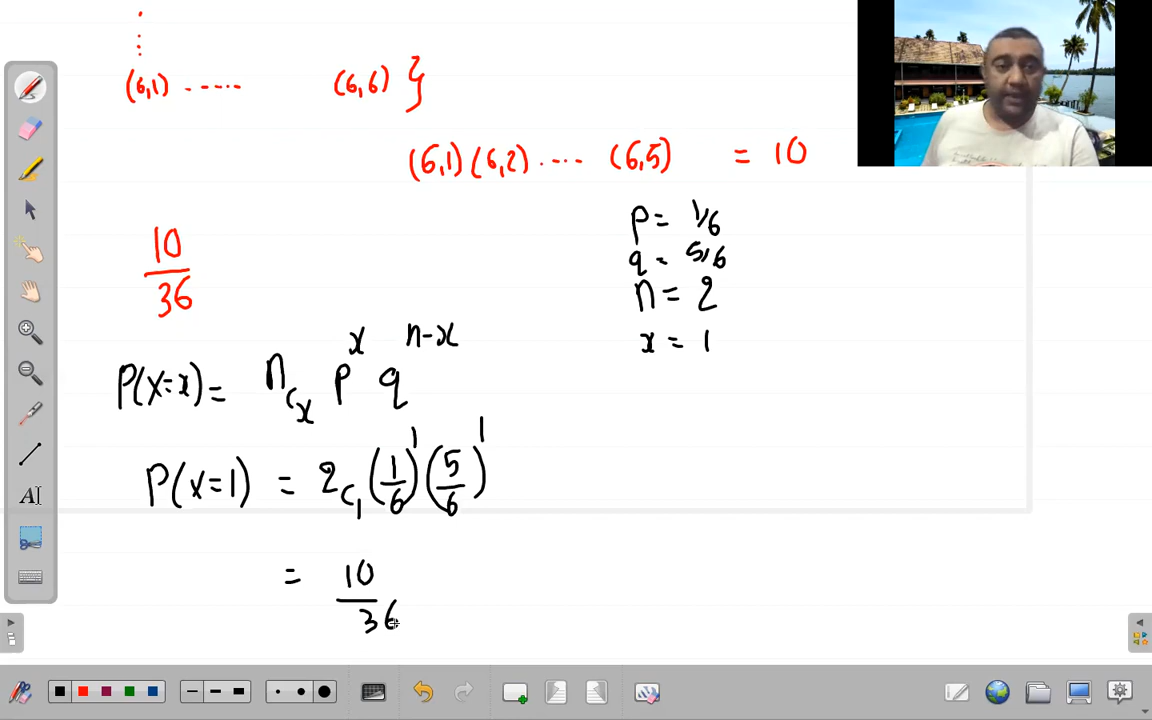 ⋮
(6,1) ..... (6,6) }
(6,1) (6,2) .... (6,5) = 10
10
36
p = 1/6
q = 5/6
n = 2
x = 1
P(X=x) = nCx p^x q^n-x
P(x=1) = 2C1 (1/6)^1 (5/6)^1
= 10
36
A